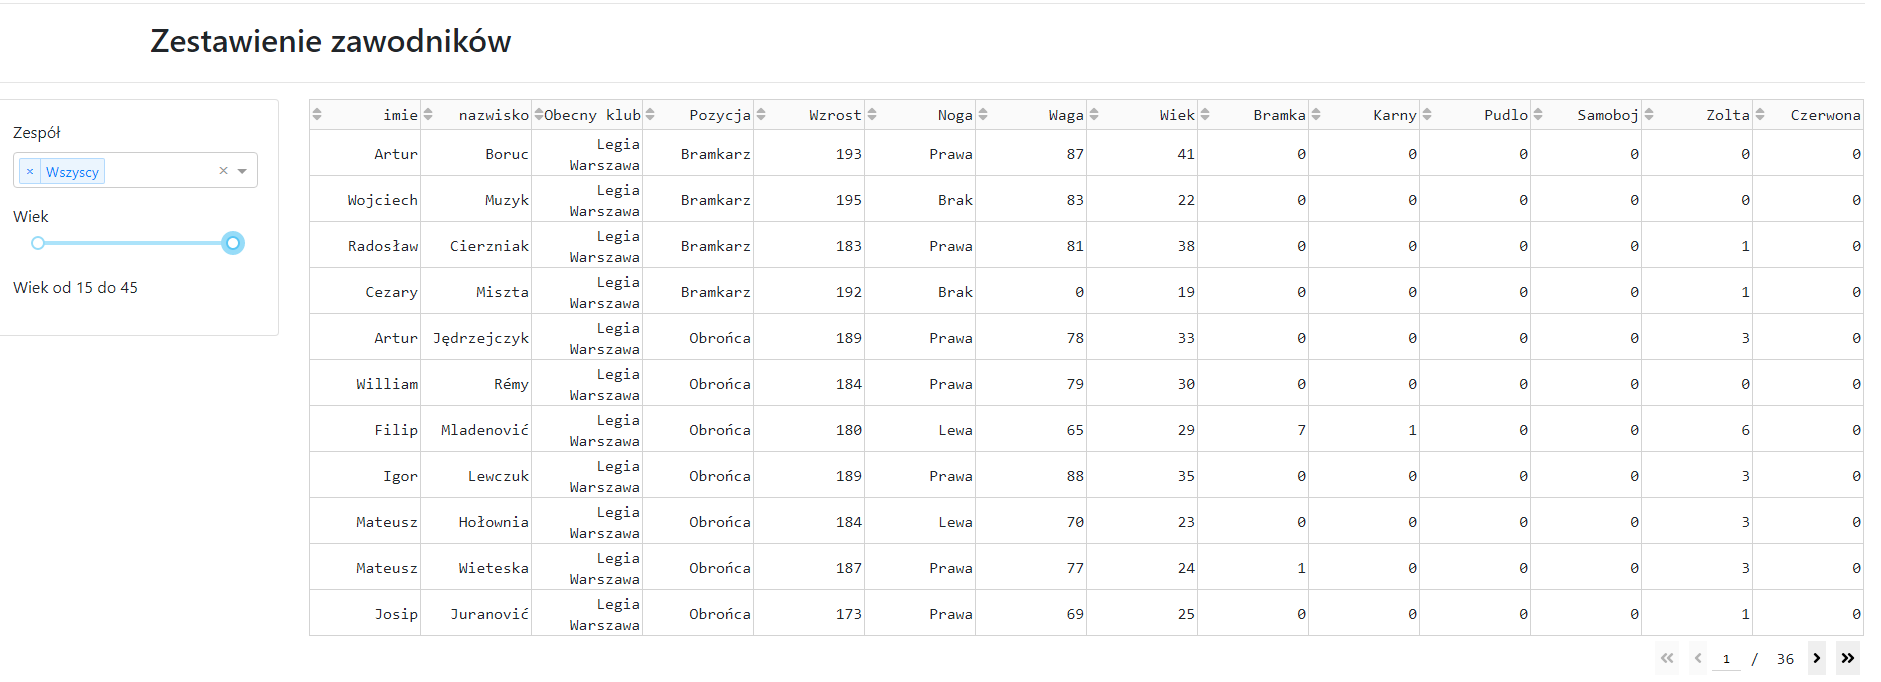 Zestawienie zawodników
Zespół
× Wszyscy ×
Wiek
Wiek od 15 do 45
imie nazwisko Obecny klub Pozycja Wzrost Noga Waga Wiek Bramka Karny Pudlo Samoboj Zolta Czerwona
Artur Boruc Legia Warszawa Bramkarz 193 Prawa 87 41 0 0 0 0 0 0
Wojciech Muzyk Legia Warszawa Bramkarz 195 Brak 83 22 0 0 0 0 0 0
Radosław Cierzniak Legia Warszawa Bramkarz 183 Prawa 81 38 0 0 0 0 1 0
Cezary Miszta Legia Warszawa Bramkarz 192 Brak 0 19 0 0 0 0 1 0
Artur Jędrzejczyk Legia Warszawa Obrońca 189 Prawa 78 33 0 0 0 0 3 0
William Rémy Legia Warszawa Obrońca 184 Prawa 79 30 0 0 0 0 0 0
Filip Mladenović Legia Warszawa Obrońca 180 Lewa 65 29 7 1 0 0 6 0
Igor Lewczuk Legia Warszawa Obrońca 189 Prawa 88 35 0 0 0 0 3 0
Mateusz Hołownia Legia Warszawa Obrońca 184 Lewa 70 23 0 0 0 0 3 0
Mateusz Wieteska Legia Warszawa Obrońca 187 Prawa 77 24 1 0 0 0 3 0
Josip Juranović Legia Warszawa Obrońca 173 Prawa 69 25 0 0 0 0 1 0
1 / 36